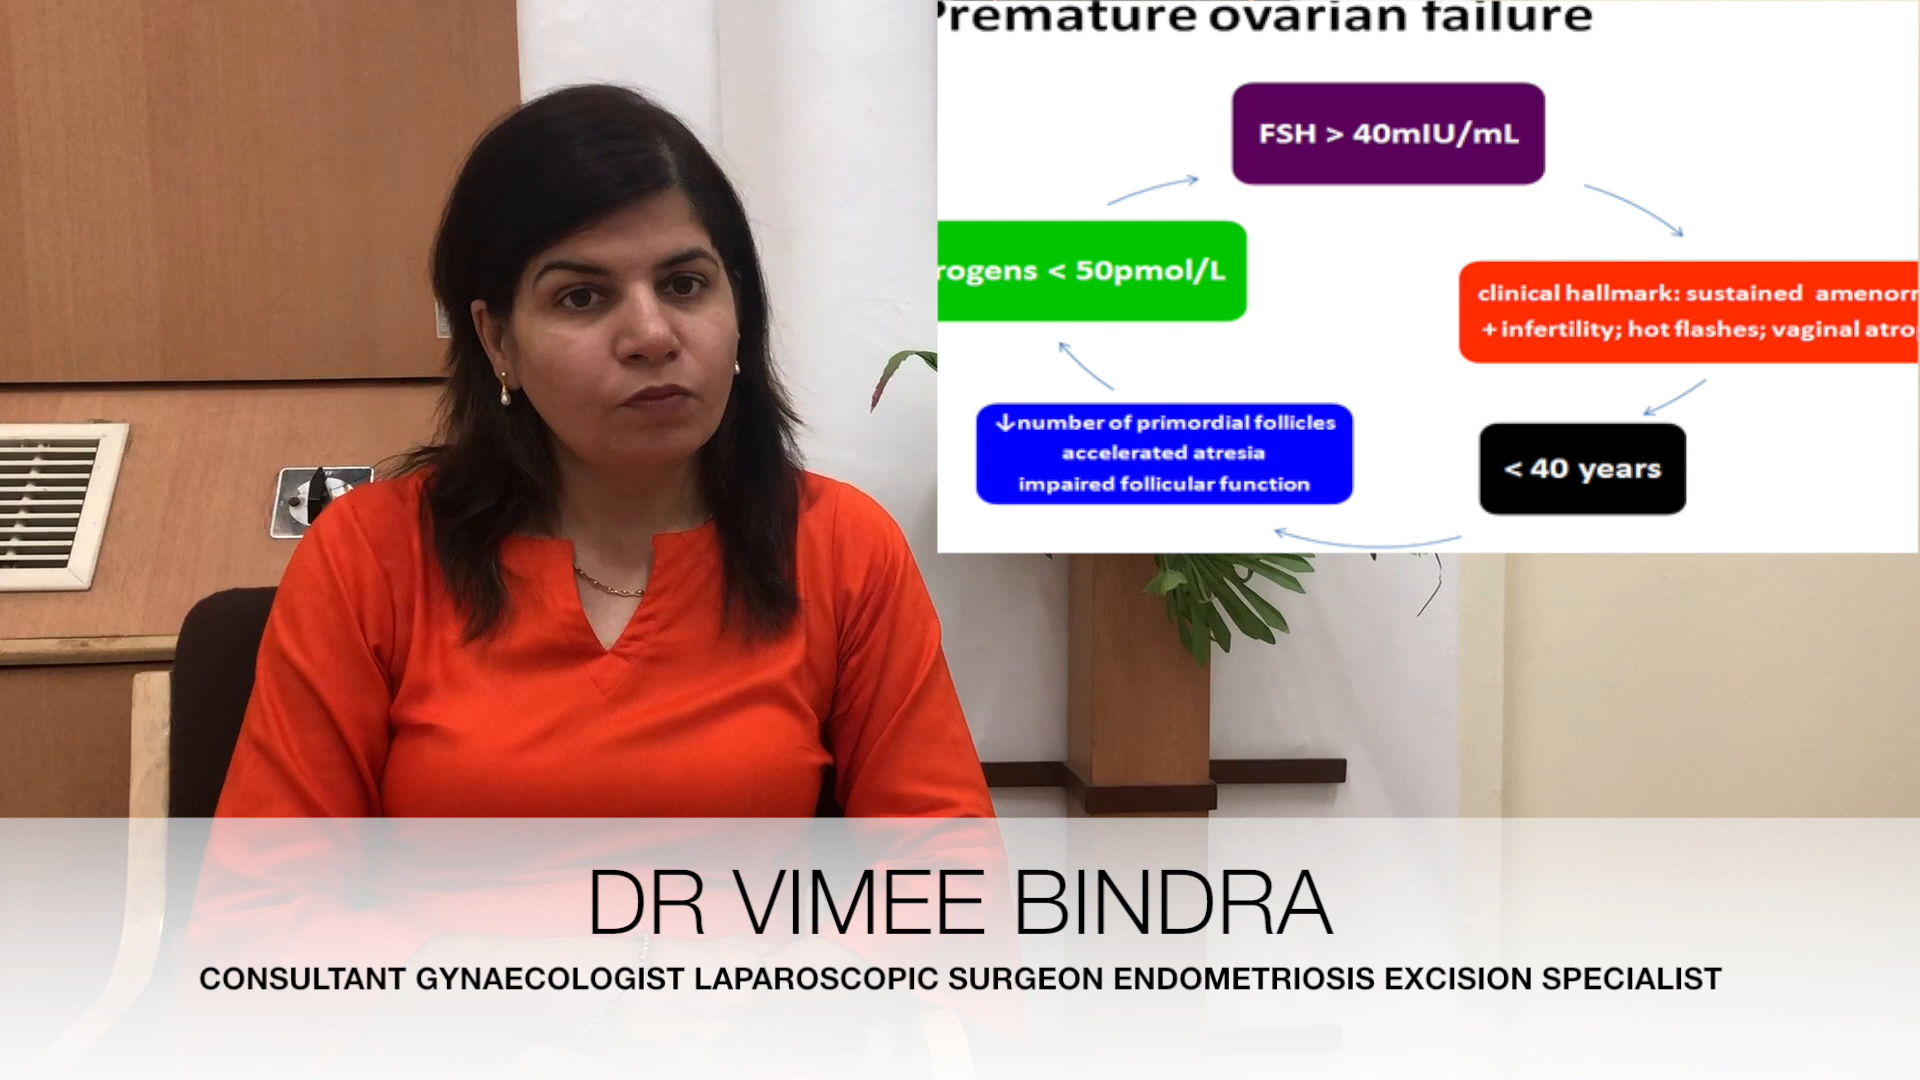 Premature ovarian failure
FSH > 40mIU/mL
rogens < 50pmol/L
clinical hallmark: sustained amenorr
+ infertility; hot flashes; vaginal atro
↓number of primordial follicles
accelerated atresia
impaired follicular function
< 40 years
DR VIMEE BINDRA
CONSULTANT GYNAECOLOGIST LAPAROSCOPIC SURGEON ENDOMETRIOSIS EXCISION SPECIALIST